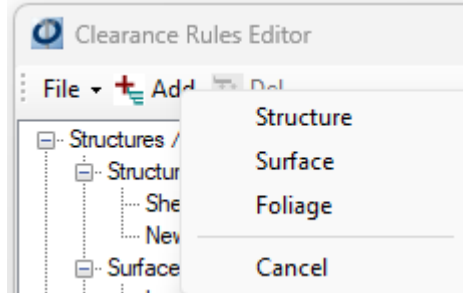 Clearance Rules Editor
File Add Del
Structures /
Structur
She
New
Surface
Structure
Surface
Foliage
Cancel